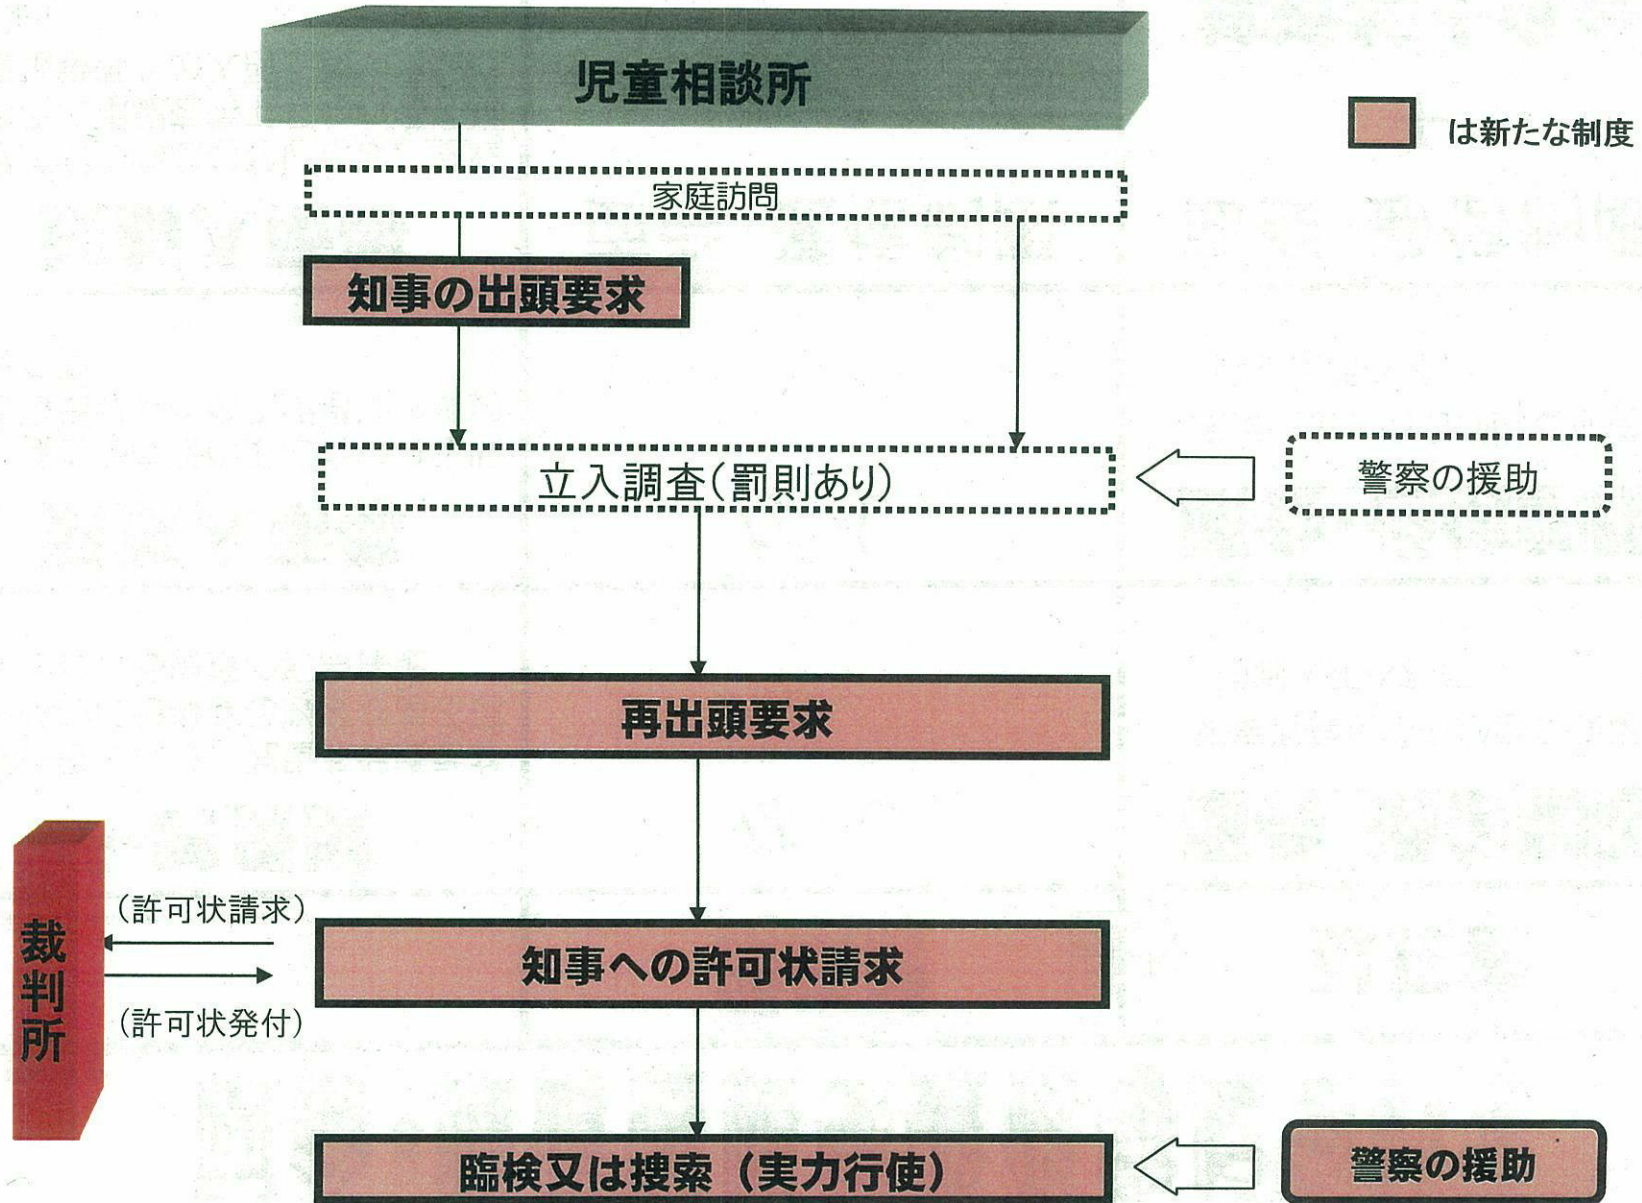 児童相談所
は新たな制度
家庭訪問
知事の出頭要求
立入調査(罰則あり)
警察の援助
再出頭要求
裁判所
(許可状請求)
(許可状発付)
知事への許可状請求
臨検又は捜索(実力行使)
警察の援助